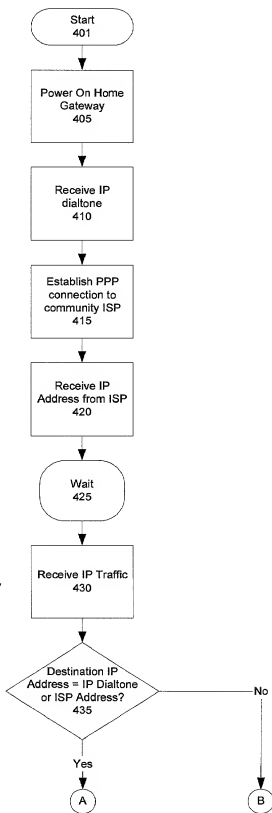 Start
401
Power On Home
Gateway
405
Receive IP
dialtone
410
Establish PPP
connection to
community ISP
415
Receive IP
Address from ISP
420
Wait
425
Receive IP Traffic
430
Destination IP
Address = IP Dialtone
or ISP Address?
435
No
Yes
A
B